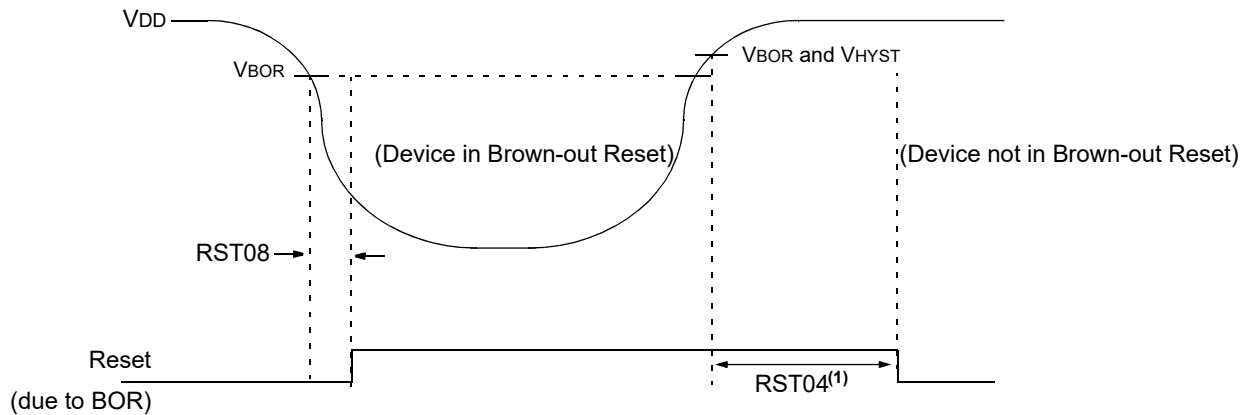 VDD
VBOR
VBOR and VHYST
(Device in Brown-out Reset)
(Device not in Brown-out Reset)
RST08
Reset
(due to BOR)
RST04(1)